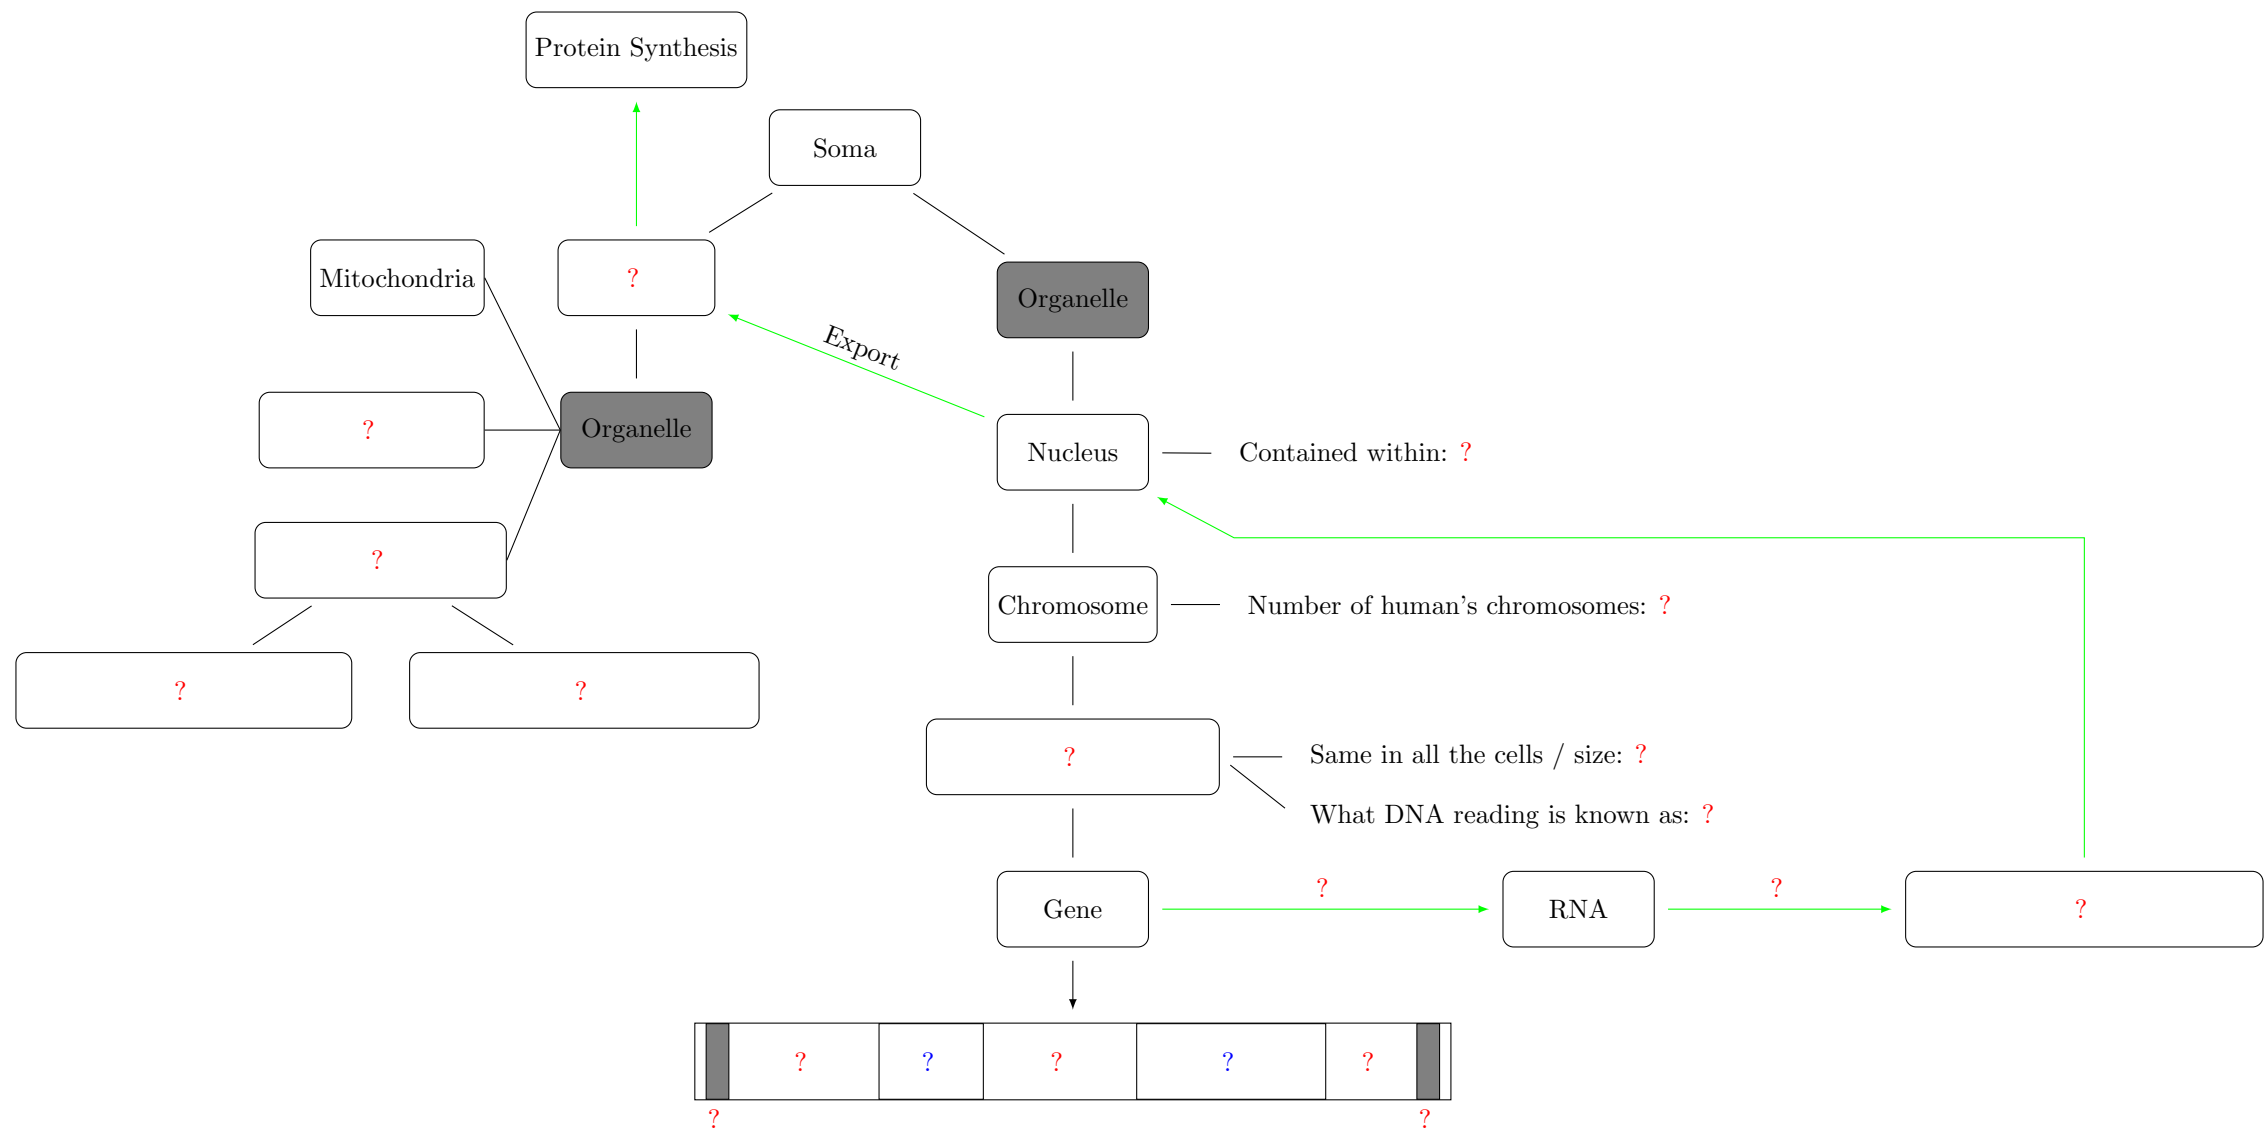 Protein Synthesis
Soma
Mitochondria
?
Organelle
Export
?
Organelle
Nucleus
Contained within: ?
?
Chromosome
Number of human's chromosomes: ?
?
?
?
Same in all the cells / size: ?
What DNA reading is known as: ?
Gene
?
RNA
?
?
? ? ? ? ?
? ?